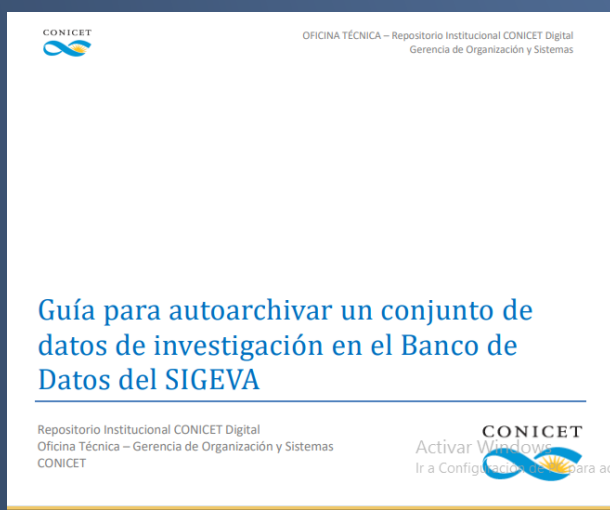 CONICET
OFICINA TÉCNICA – Repositorio Institucional CONICET Digital
Gerencia de Organización y Sistemas
Guía para autoarchivar un conjunto de
datos de investigación en el Banco de
Datos del SIGEVA
Repositorio Institucional CONICET Digital
Oficina Técnica – Gerencia de Organización y Sistemas
CONICET
CONICET
Activar Windows
Ir a Configuración de para ac